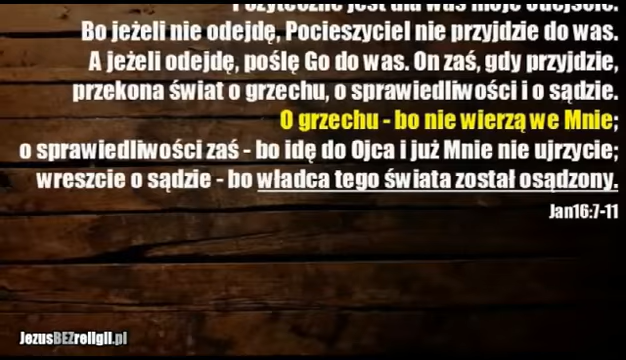 Pożyteczne jest dla was moje odejście.
Bo jeżeli nie odejdę, Pocieszyciel nie przyjdzie do was.
A jeżeli odejdę, poślę Go do was. On zaś, gdy przyjdzie,
przekona świat o grzechu, o sprawiedliwości i o sądzie.
O grzechu - bo nie wierzą we Mnie;
o sprawiedliwości zaś - bo idę do Ojca i już Mnie nie ujrzycie;
wreszcie o sądzie - bo władca tego świata został osądzony.
Jan16:7-11
JezusBEZreligii.pl